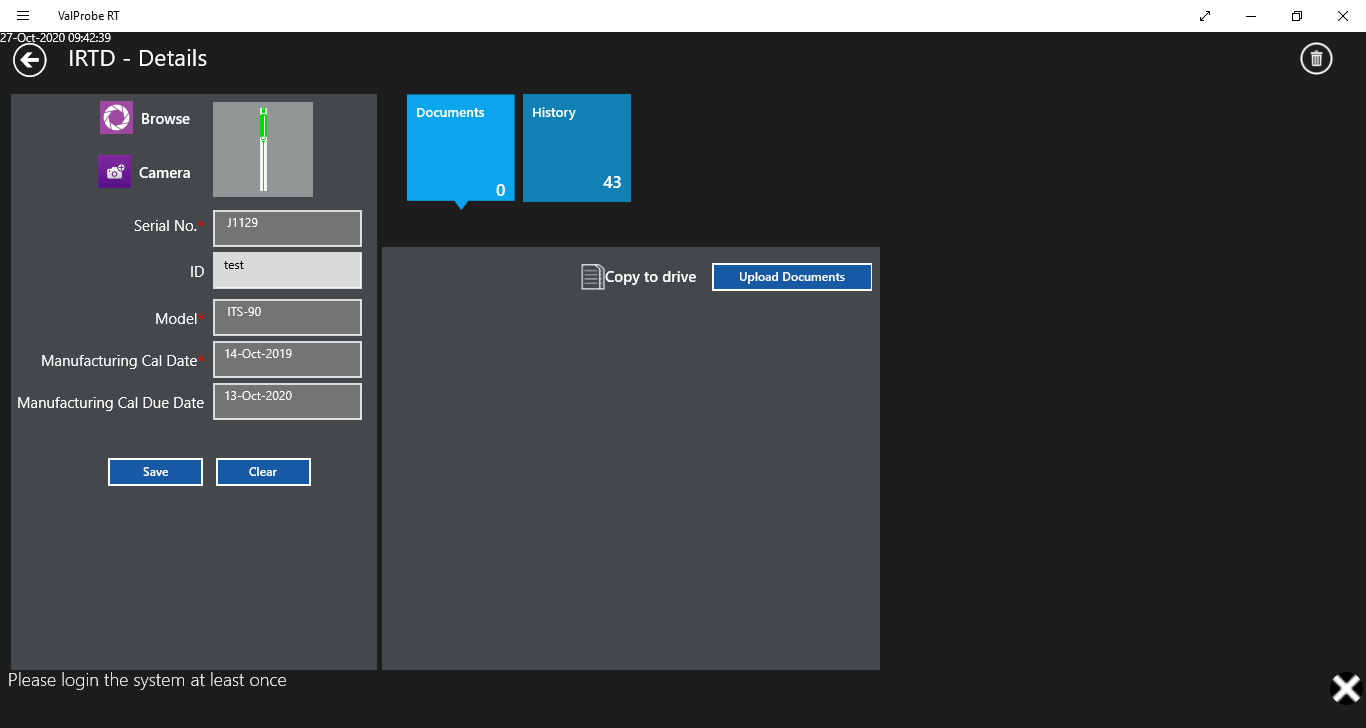 ValProbe RT
27-Oct-2020 09:42:39
IRTD - Details
Browse
Camera
Serial No.* J1129
ID test
Model* ITS-90
Manufacturing Cal Date* 14-Oct-2019
Manufacturing Cal Due Date 13-Oct-2020
Save Clear
Documents
0
History
43
Copy to drive Upload Documents
Please login the system at least once